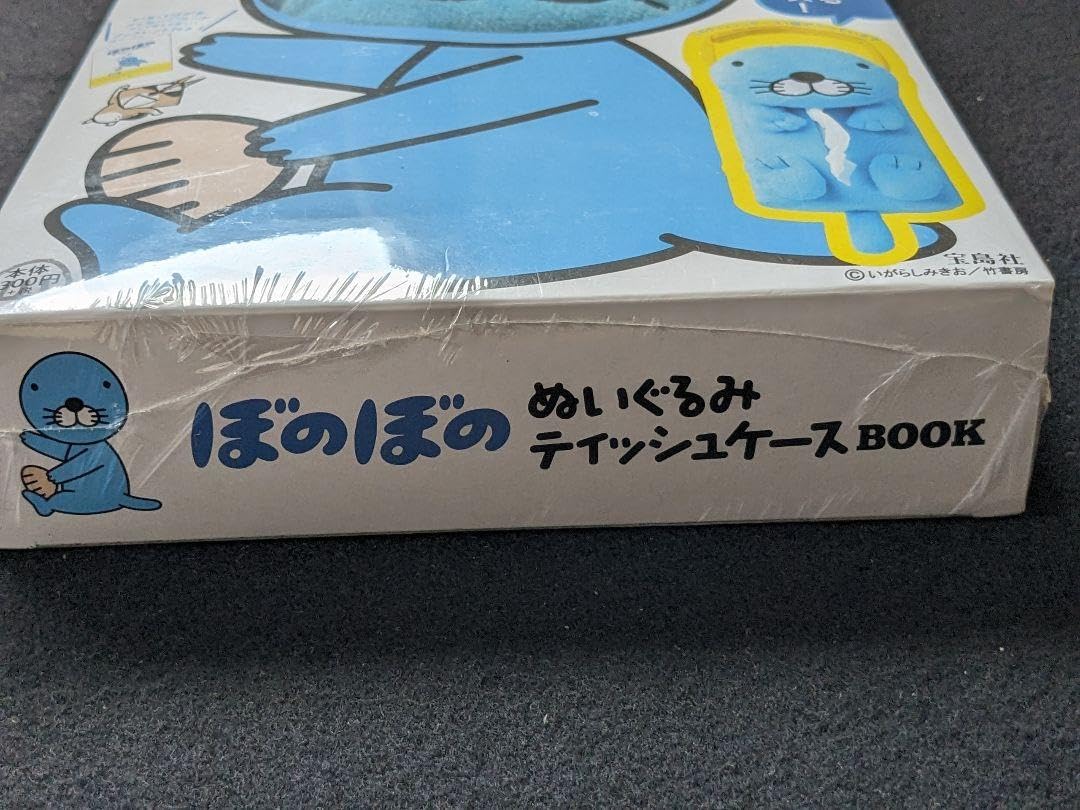 本体
300円
宝島社
©いがらしみきお／竹書房
ぼのぼの
ぬいぐるみ
ティッシュケースBOOK